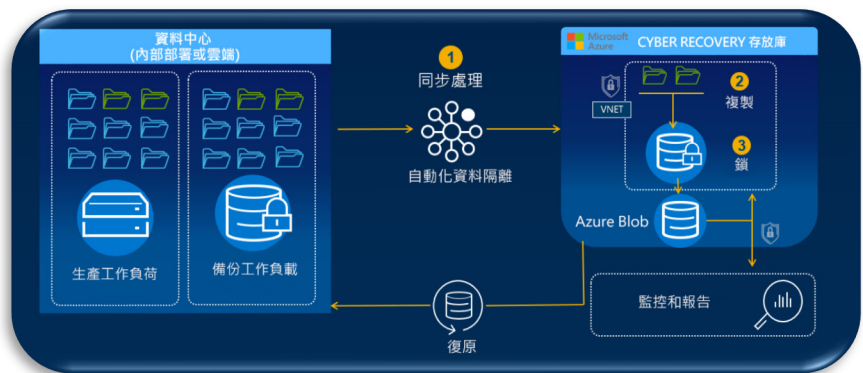 資料中心
(內部部署或雲端)
生產工作負荷
備份工作負載
1
同步處理
自動化資料隔離
Microsoft
Azure
CYBER RECOVERY 存放庫
VNET
2
複製
3
鎖
Azure Blob
監控和報告
復原